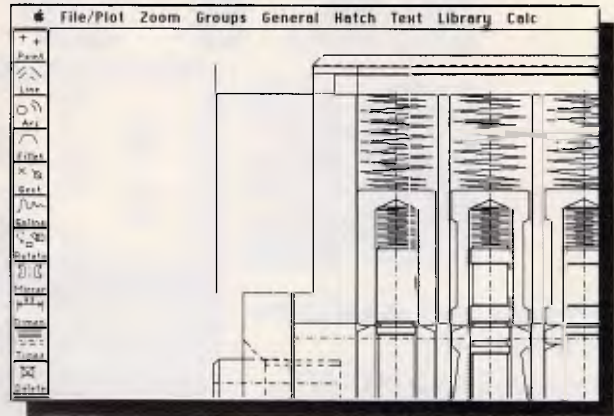 File/Plot Zoom Groups General Hatch Text Library Calc
Point
Line
Arc
Fillet
Rotate
Mirror
Dimen
Types
Delete